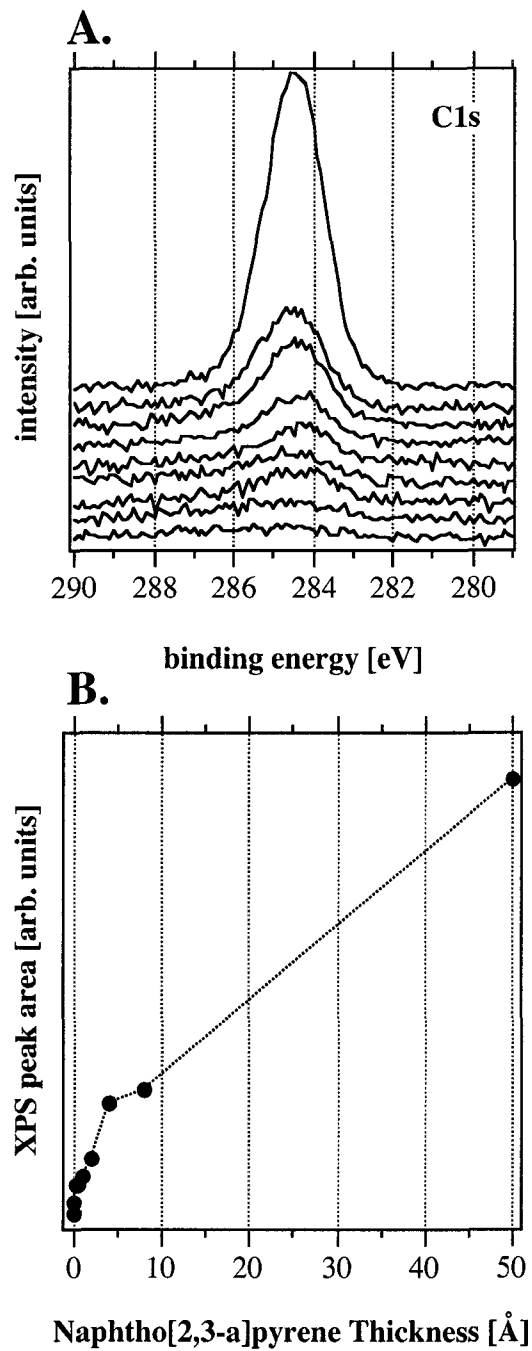 A.
C1s
intensity [arb. units]
290 288 286 284 282 280
binding energy [eV]
B.
XPS peak area [arb. units]
0 10 20 30 40 50
Naphtho[2,3-a]pyrene Thickness [Å]